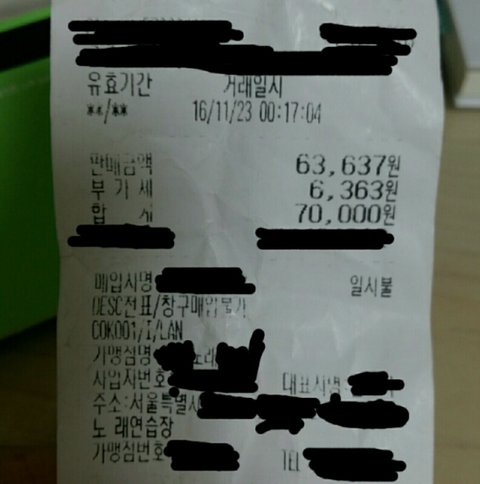 유효기간 거래일시
**/** 16/11/23 00:17:04
판매금액 63,637원
부 가 세 6,363원
합 계 70,000원
매입사명 일시불
DESC전표/창구매입불가
COK001/I/LAN
가맹점명 노래
사업자번호 대표자명
주소:서울특별시
노 래연습장
가맹점번호 TEL